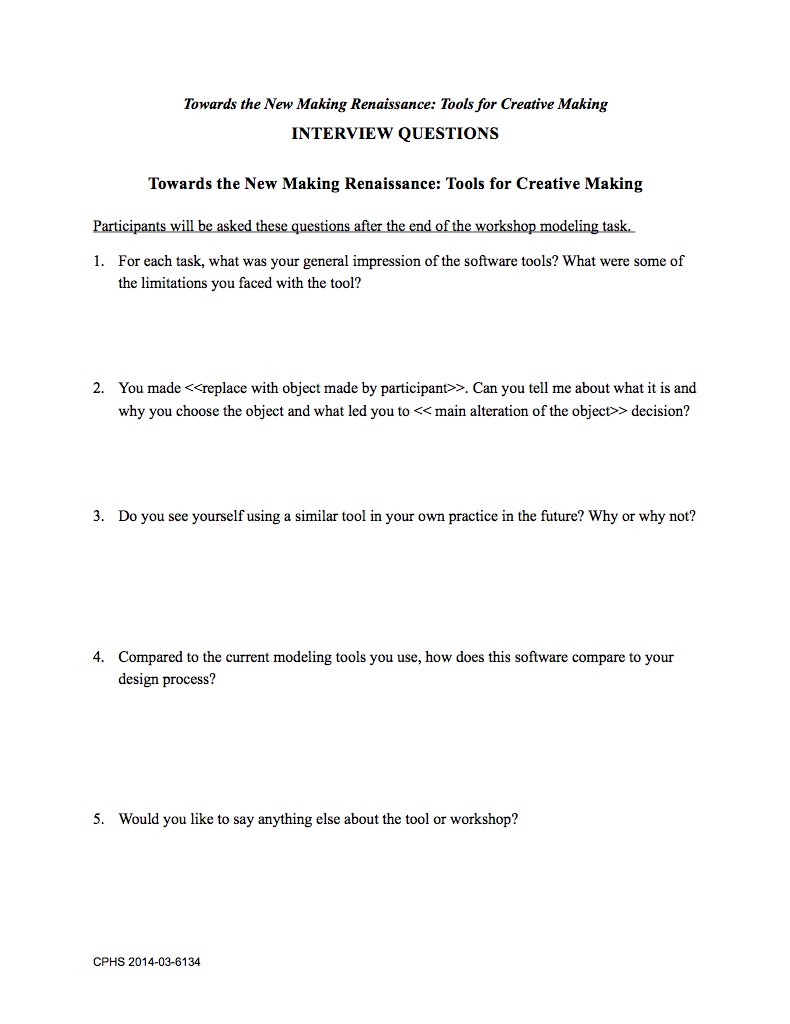 Towards the New Making Renaissance: Tools for Creative Making
INTERVIEW QUESTIONS
Towards the New Making Renaissance: Tools for Creative Making
Participants will be asked these questions after the end of the workshop modeling task.
1. For each task, what was your general impression of the software tools? What were some of
the limitations you faced with the tool?
2. You made <<replace with object made by participant>>. Can you tell me about what it is and
why you choose the object and what led you to << main alteration of the object>> decision?
3. Do you see yourself using a similar tool in your own practice in the future? Why or why not?
4. Compared to the current modeling tools you use, how does this software compare to your
design process?
5. Would you like to say anything else about the tool or workshop?
CPHS 2014-03-6134